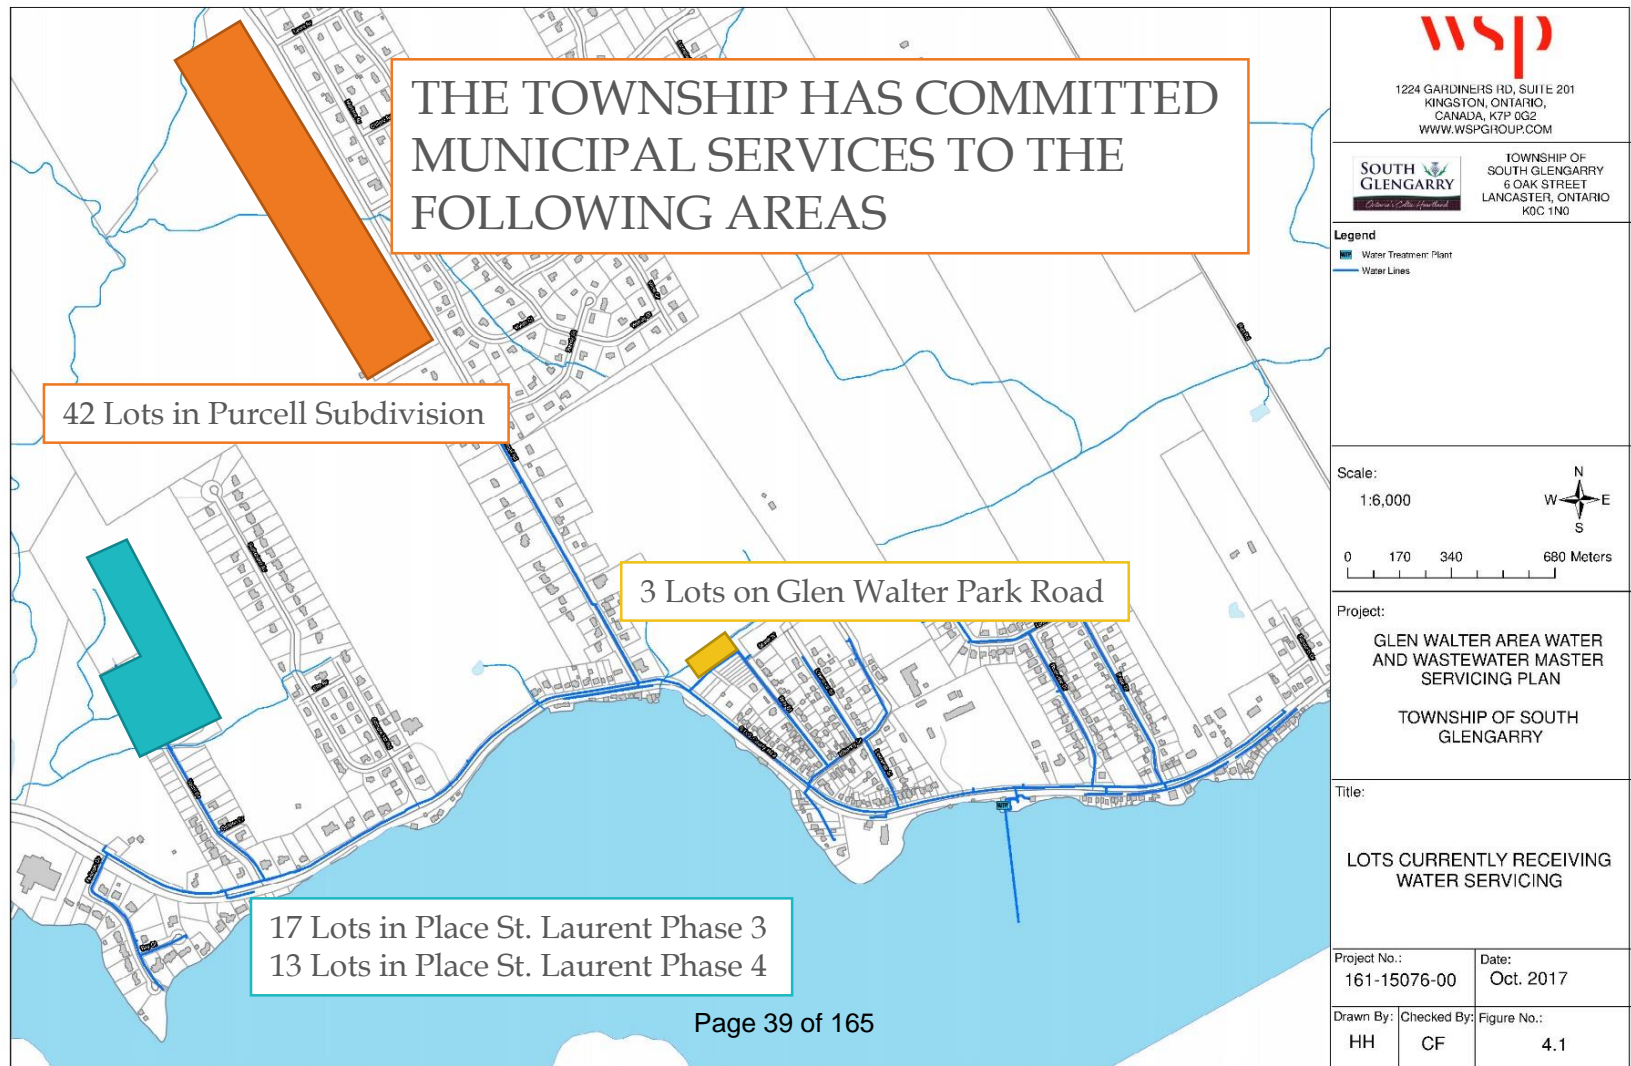 THE TOWNSHIP HAS COMMITTED
MUNICIPAL SERVICES TO THE
FOLLOWING AREAS
42 Lots in Purcell Subdivision
3 Lots on Glen Walter Park Road
17 Lots in Place St. Laurent Phase 3
13 Lots in Place St. Laurent Phase 4
WTP
Page 39 of 165
wsp
1224 GARDINERS RD, SUITE 201
KINGSTON, ONTARIO,
CANADA, K7P 0G2
WWW.WSPGROUP.COM
SOUTH
GLENGARRY
Ontario's Celtic Heartland
TOWNSHIP OF
SOUTH GLENGARRY
6 OAK STREET
LANCASTER, ONTARIO
K0C 1N0
Legend
WTP Water Treatment Plant
Water Lines
Scale:
1:6,000
N
W E
S
0 170 340 680 Meters
Project:
GLEN WALTER AREA WATER
AND WASTEWATER MASTER
SERVICING PLAN
TOWNSHIP OF SOUTH
GLENGARRY
Title:
LOTS CURRENTLY RECEIVING
WATER SERVICING
Project No.:
161-15076-00
Date:
Oct. 2017
Drawn By:
HH
Checked By:
CF
Figure No.:
4.1